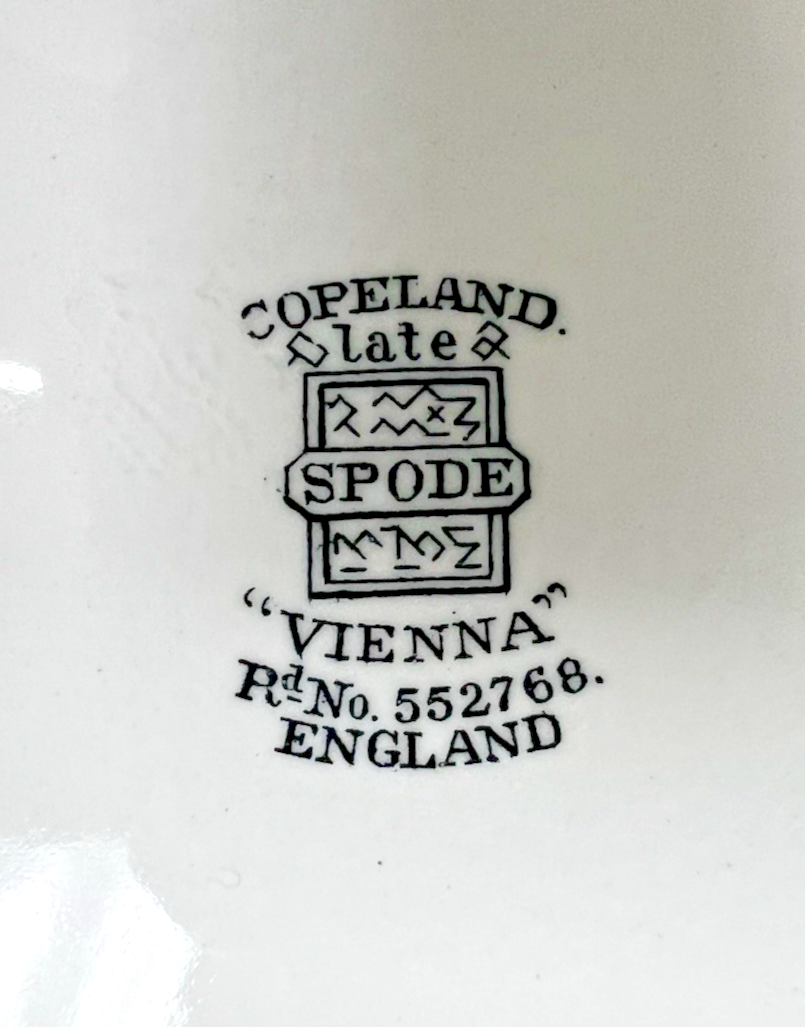 COPELAND.
late
SPODE
“VIENNA”
Rd No. 552768.
ENGLAND